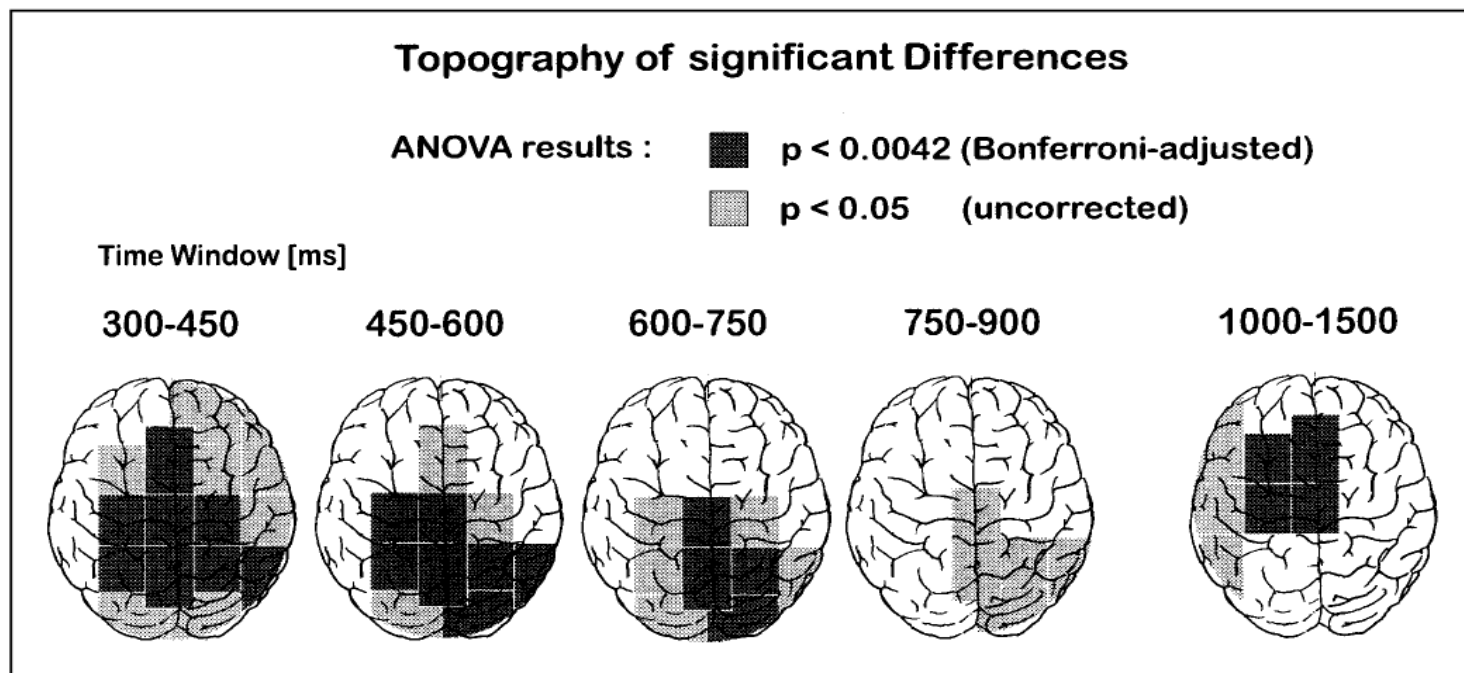 Topography of significant Differences
ANOVA results : p < 0.0042 (Bonferroni-adjusted)
p < 0.05 (uncorrected)
Time Window [ms]
300-450 450-600 600-750 750-900 1000-1500